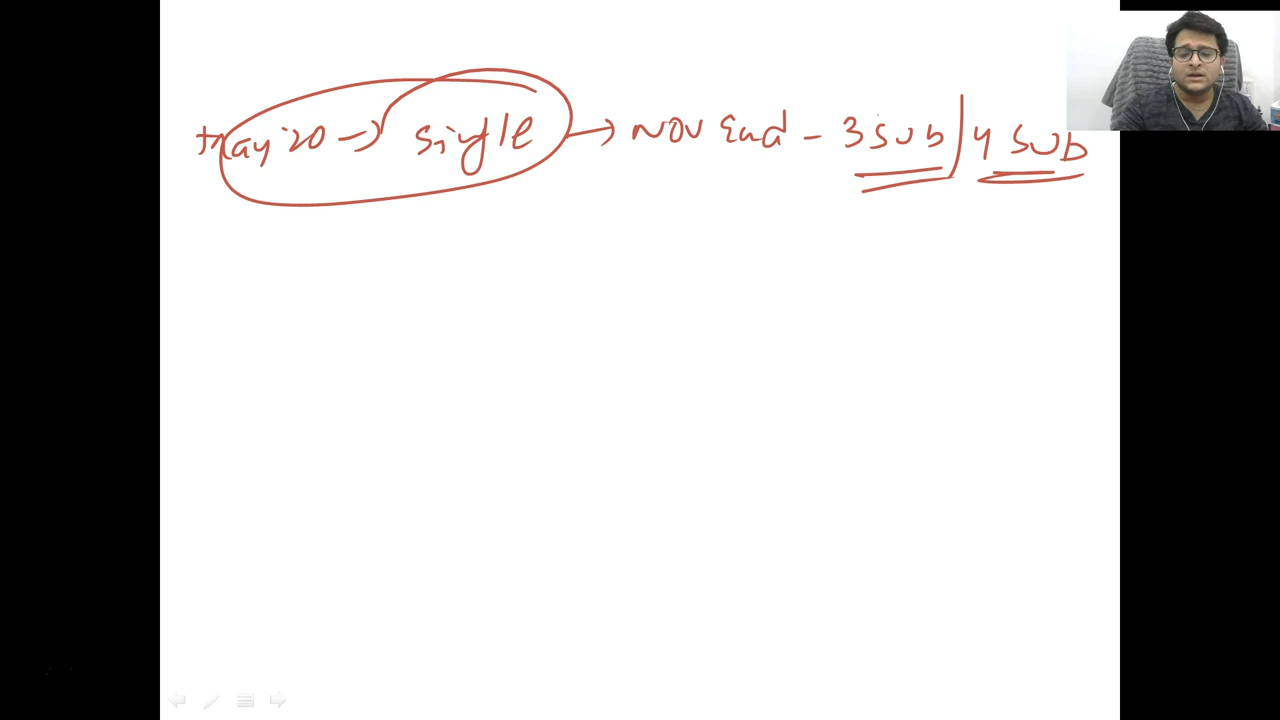 May'20 → single → Nov End - 3 sub | 4 sub